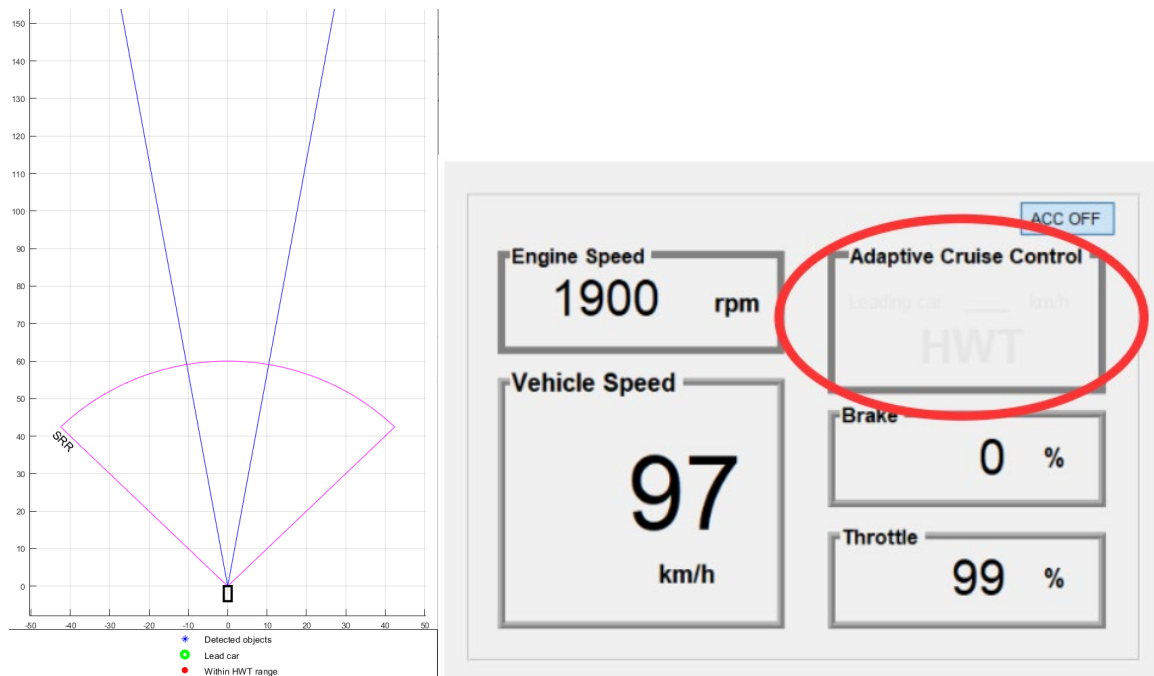 150
140
130
120
110
100
90
80
70
60
50
40
30
20
10
0
SRR
-50 -40 -30 -20 -10 0 10 20 30 40 50
Detected objects
Lead car
Within HWT range
ACC OFF
Engine Speed
1900 rpm
Adaptive Cruise Control
Leading car ___ km/h
HWT
Vehicle Speed
97
km/h
Brake
0 %
Throttle
99 %